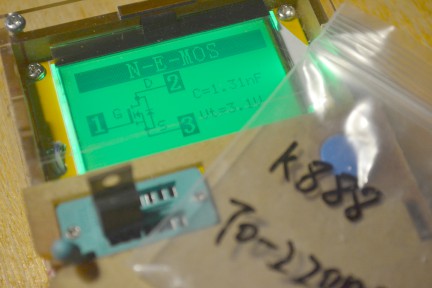 N-E-MOS
D 2
C=1.31nF
1 G
S 3 Vt=3.1V
K888
TO-220